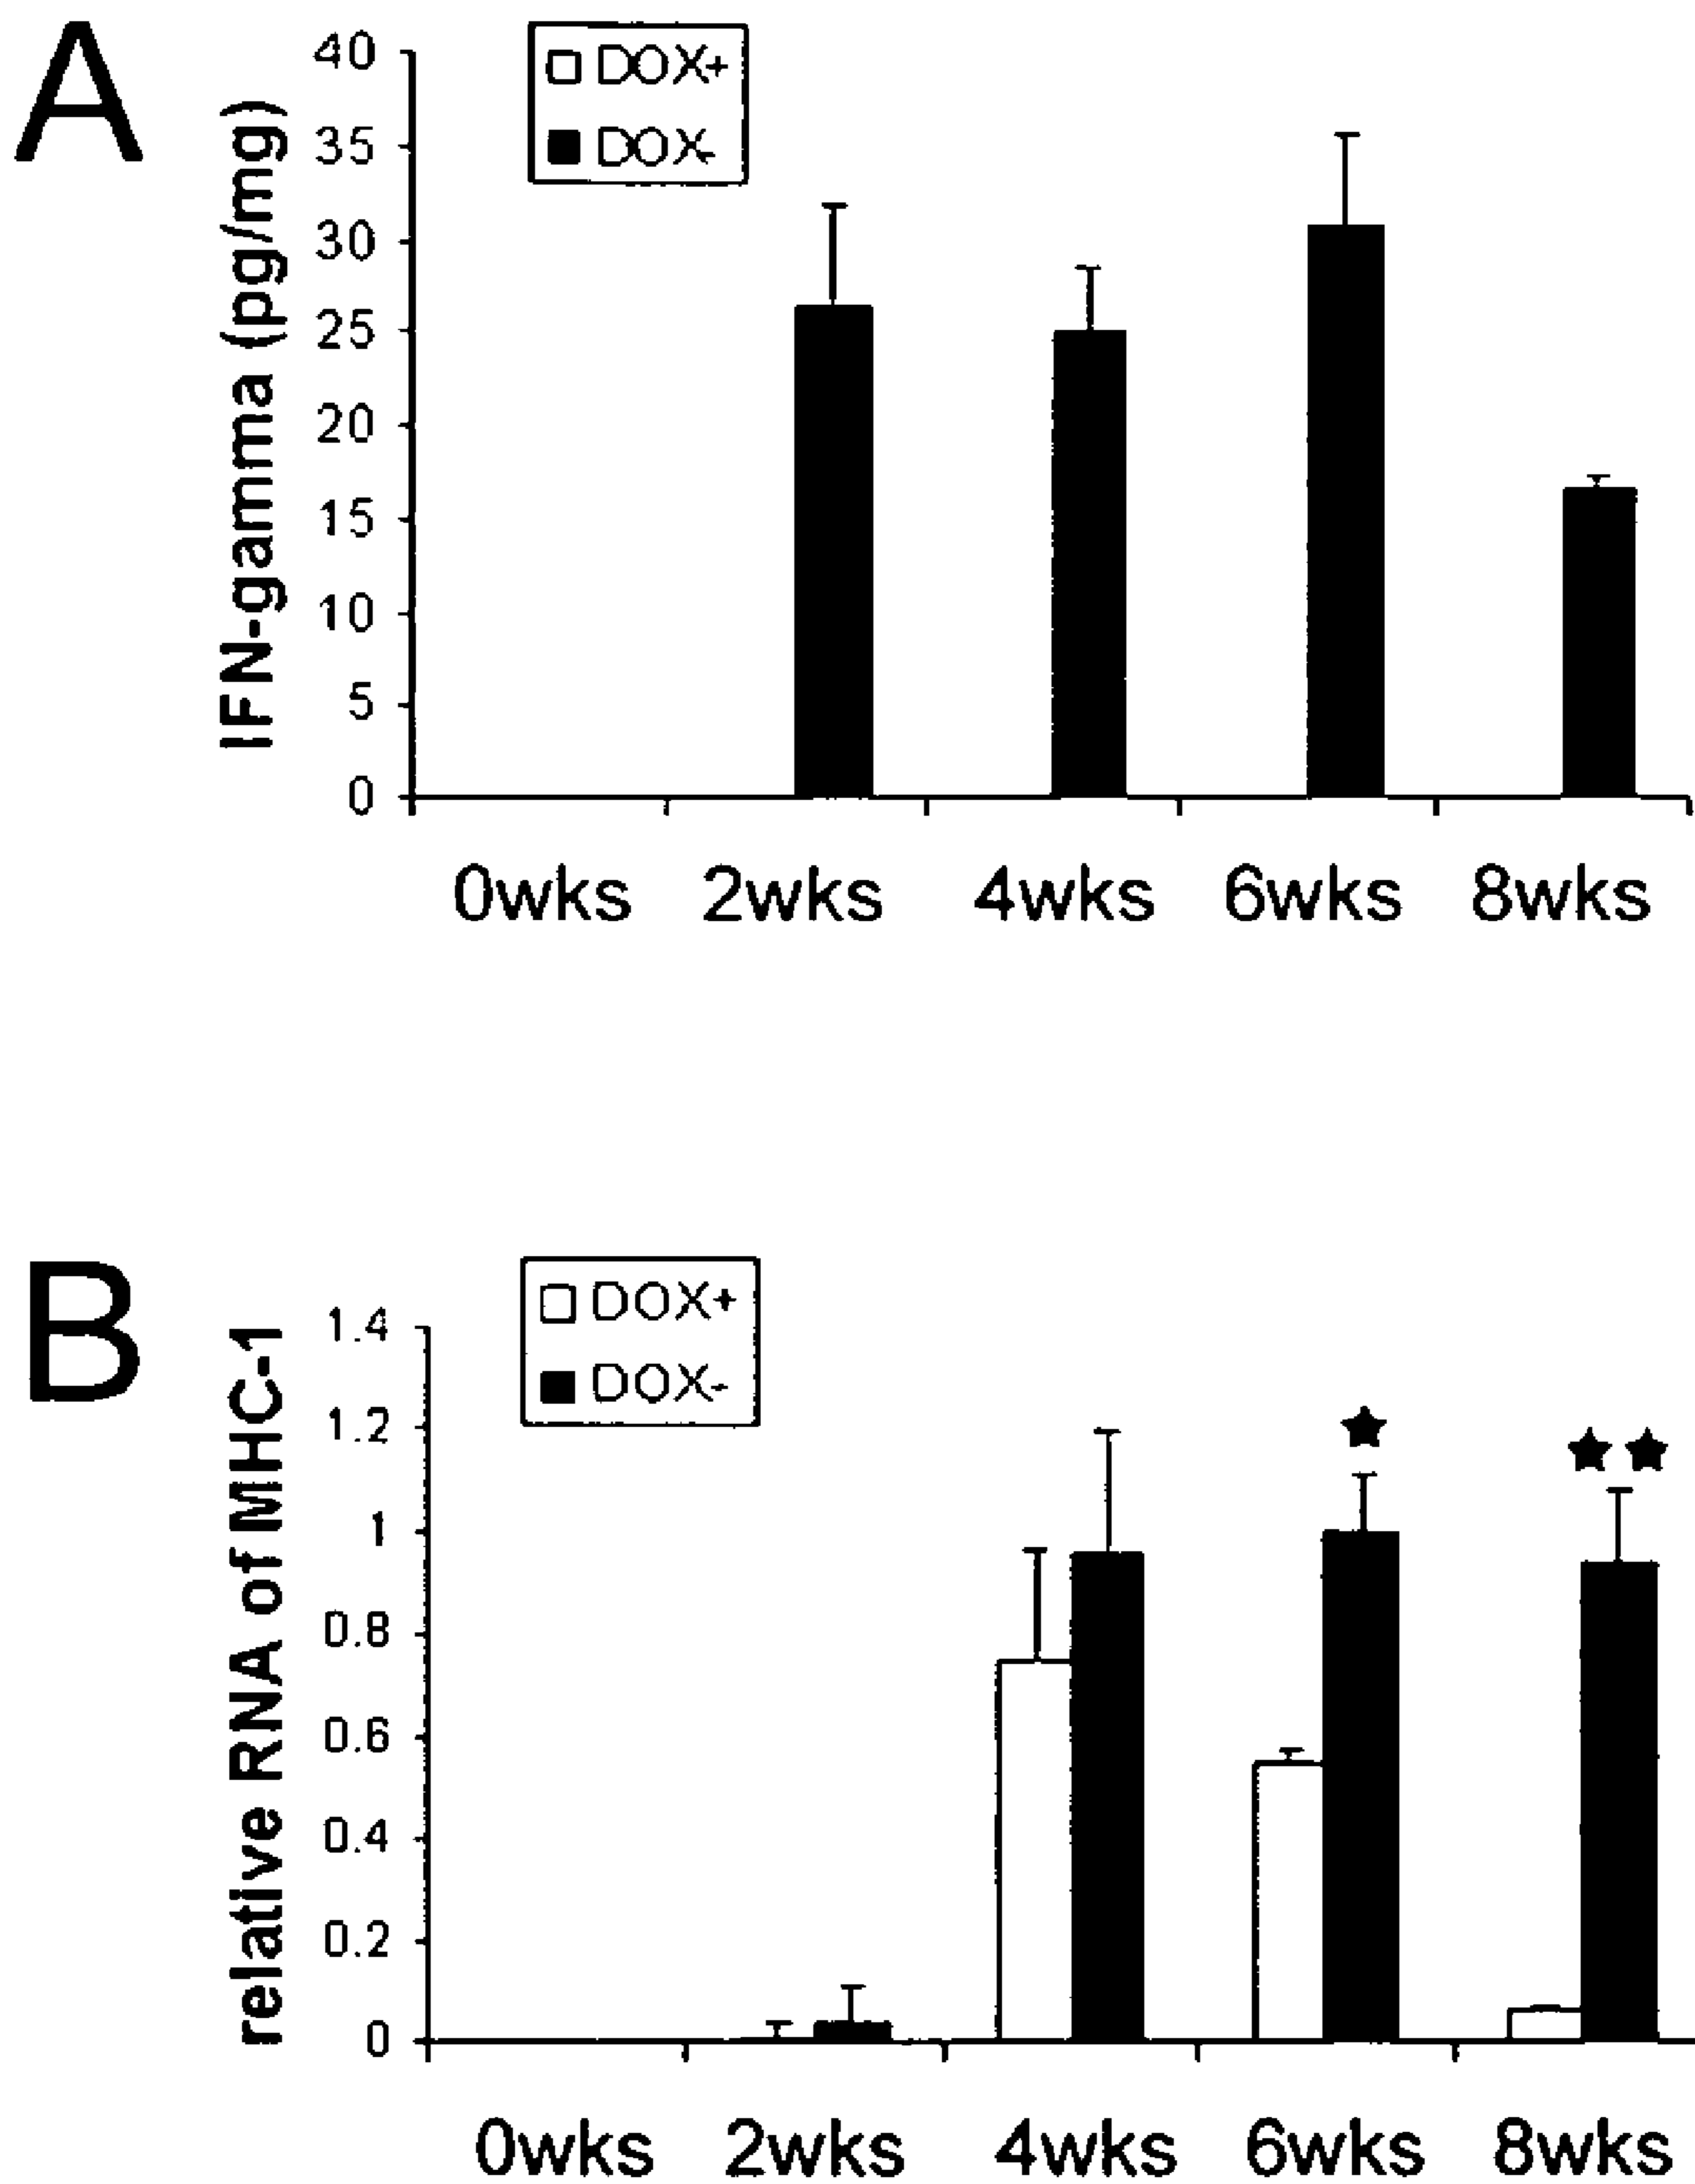 A
40
DOX+
DOX-
35
30
25
20
15
10
5
0
IFN-gamma (pg/mg)
0wks 2wks 4wks 6wks 8wks
B
DOX+
DOX-
1.4
1.2
1
0.8
0.6
0.4
0.2
0
relative RNA of MHC-1
0wks 2wks 4wks 6wks 8wks